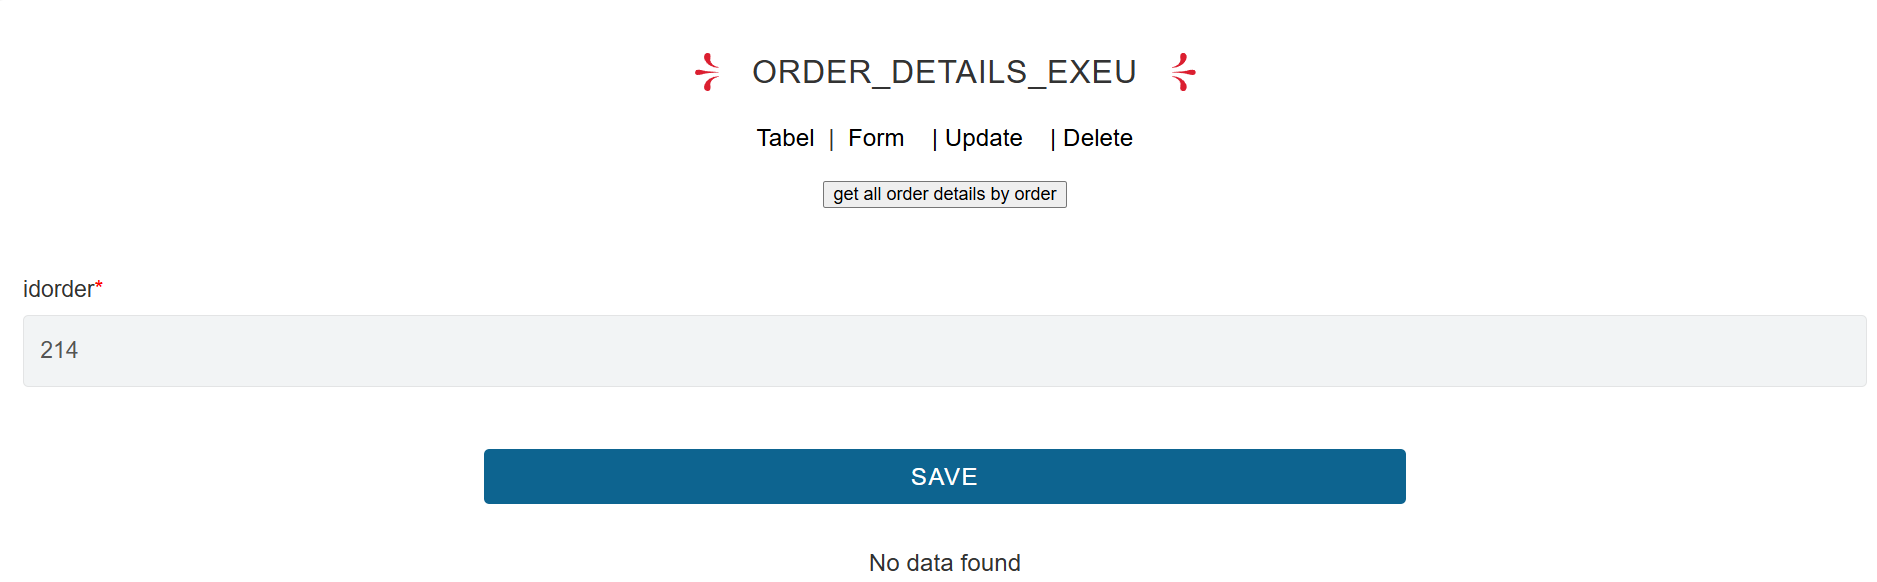 ORDER_DETAILS_EXEU
Tabel | Form | Update | Delete
get all order details by order
idorder*
214
SAVE
No data found